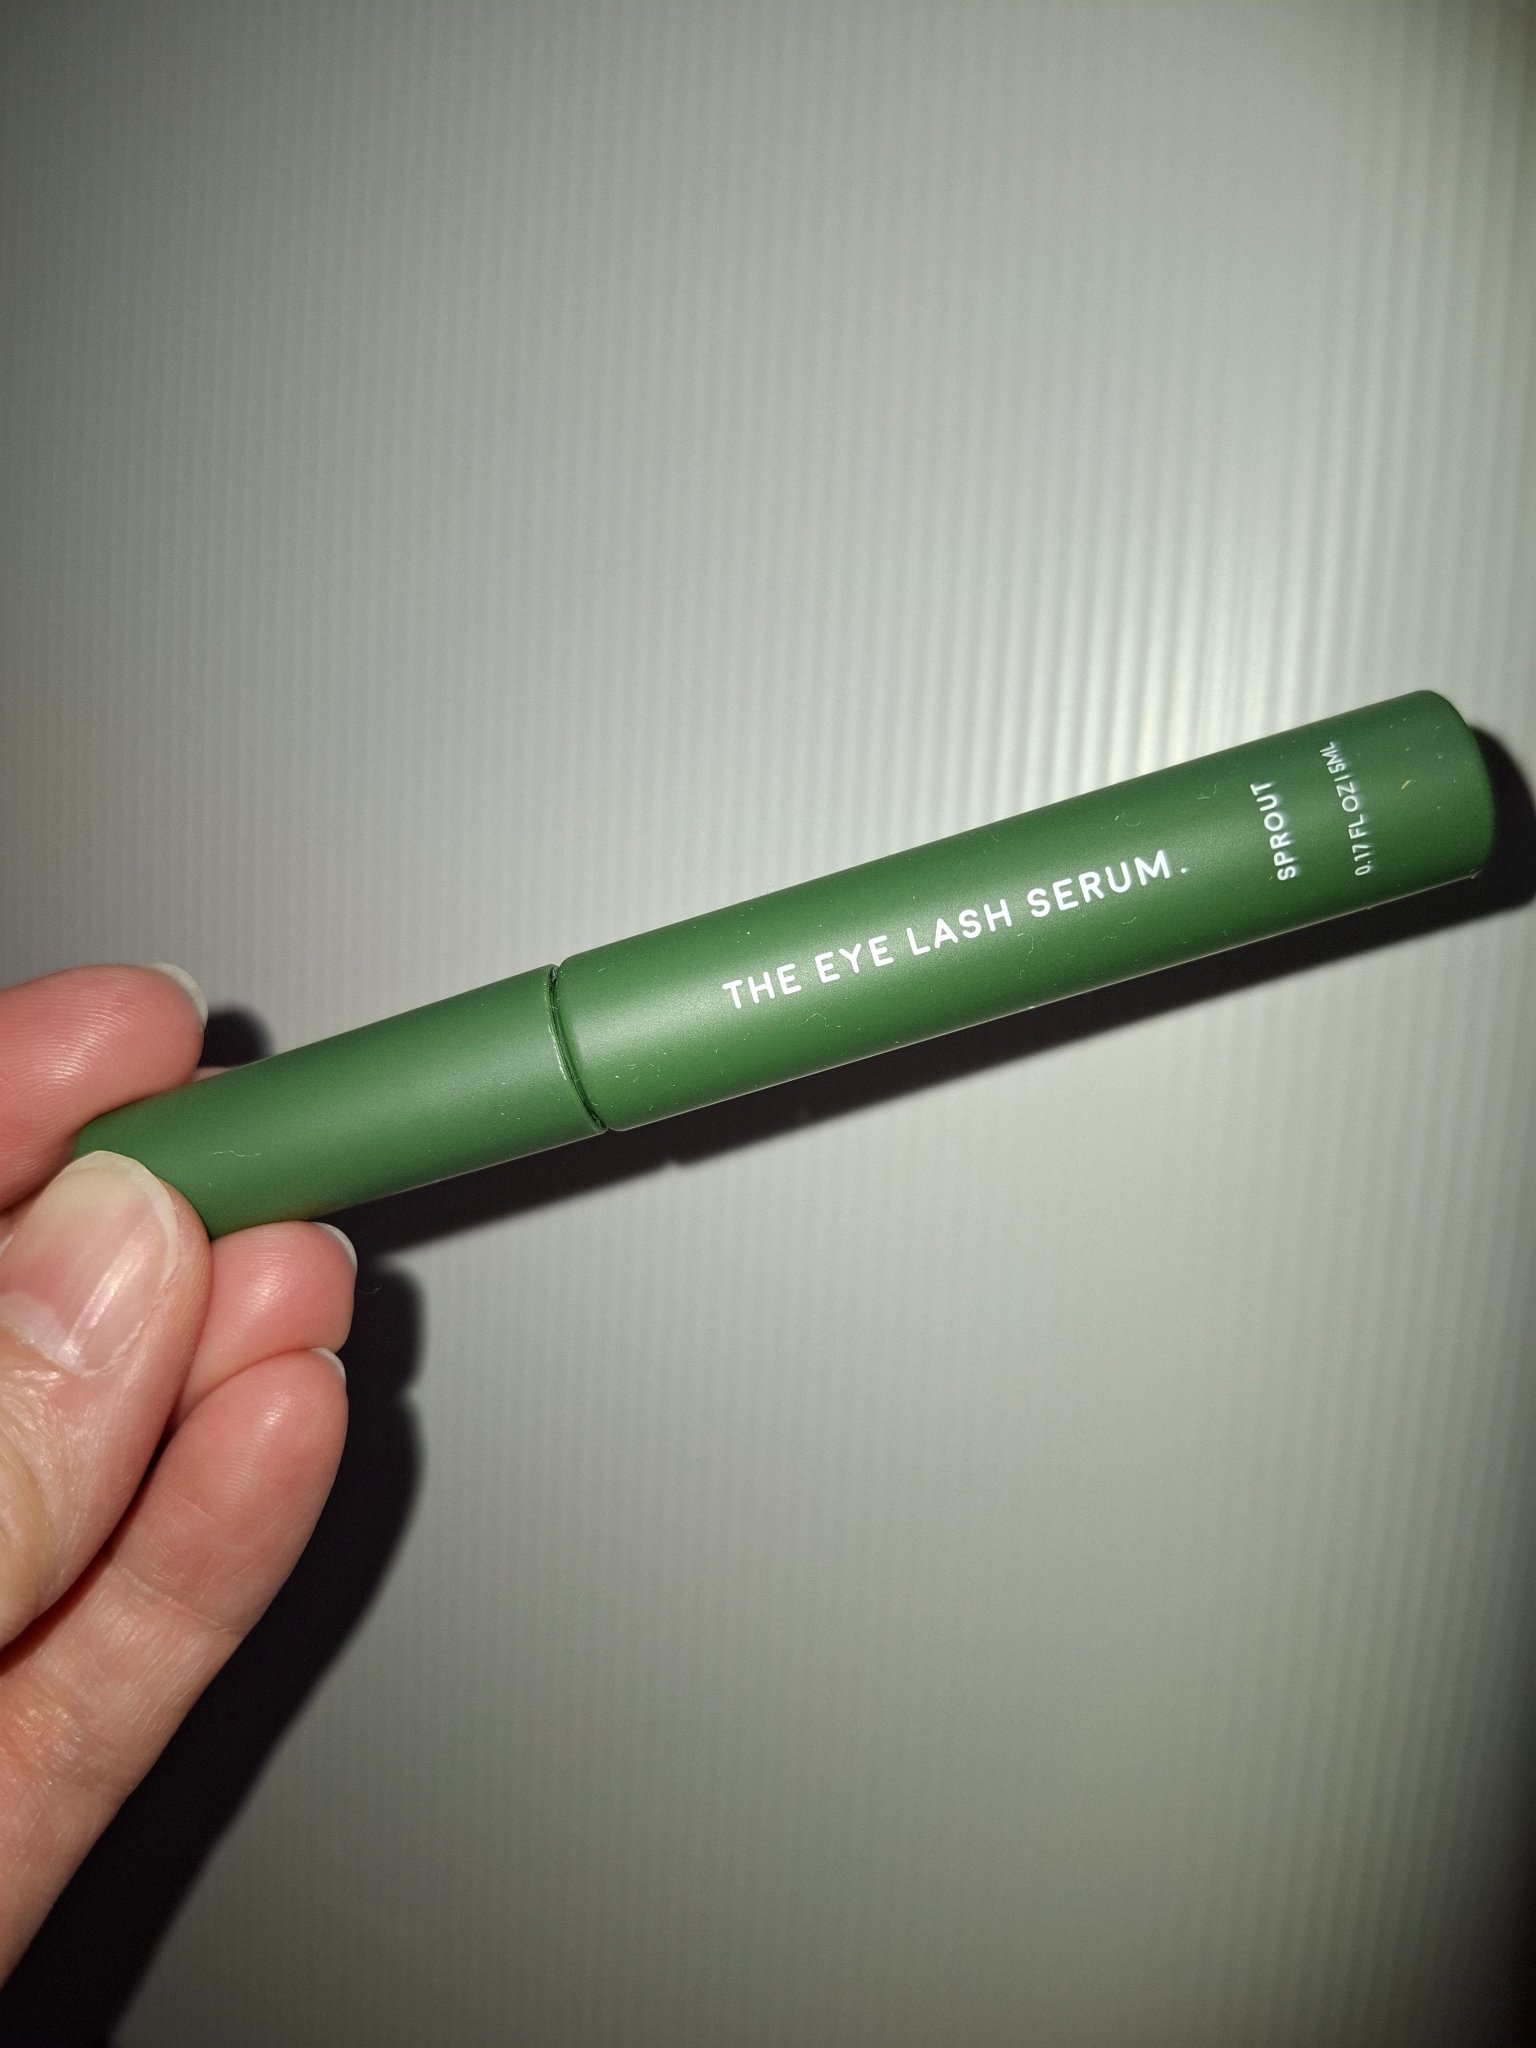 THE EYE LASH SERUM.
SPROUT
0.17 FL OZ I 5ML